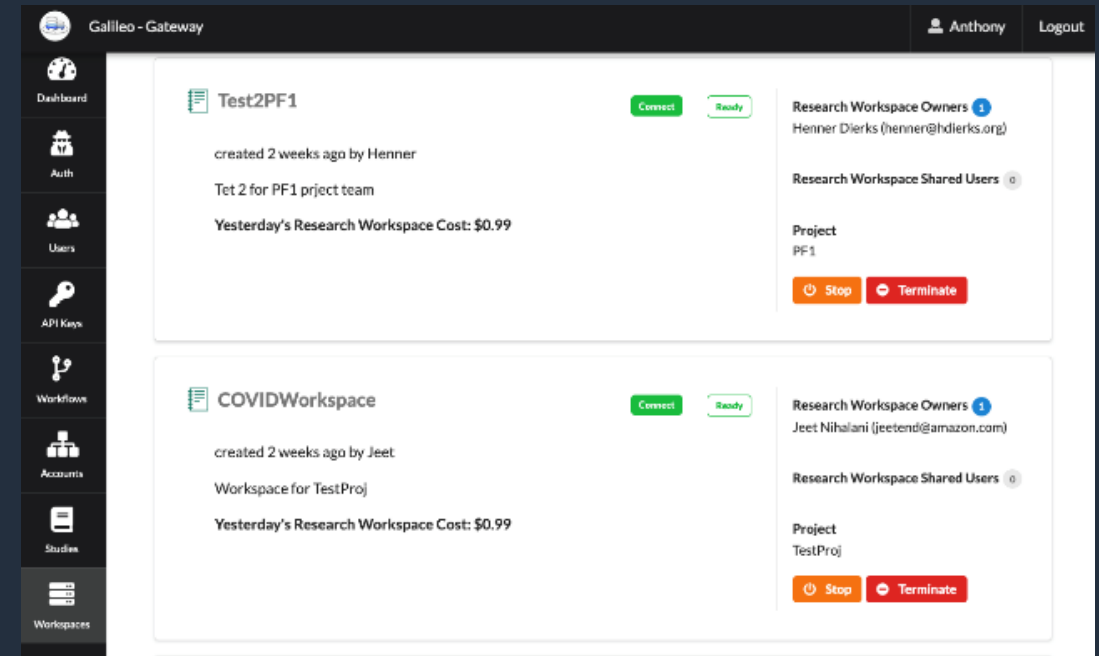 Galileo - Gateway
Anthony
Logout
Dashboard
Auth
Users
API Keys
Workflows
Accounts
Studies
Workspaces
Test2PF1
Connect
Ready
created 2 weeks ago by Henner
Tet 2 for PF1 prject team
Yesterday's Research Workspace Cost: $0.99
Research Workspace Owners 1
Henner Dierks (henner@hdierks.org)
Research Workspace Shared Users 0
Project
PF1
Stop
Terminate
COVIDWorkspace
Connect
Ready
created 2 weeks ago by Jeet
Workspace for TestProj
Yesterday's Research Workspace Cost: $0.99
Research Workspace Owners 1
Jeet Nihalani (jeetend@amazon.com)
Research Workspace Shared Users 0
Project
TestProj
Stop
Terminate